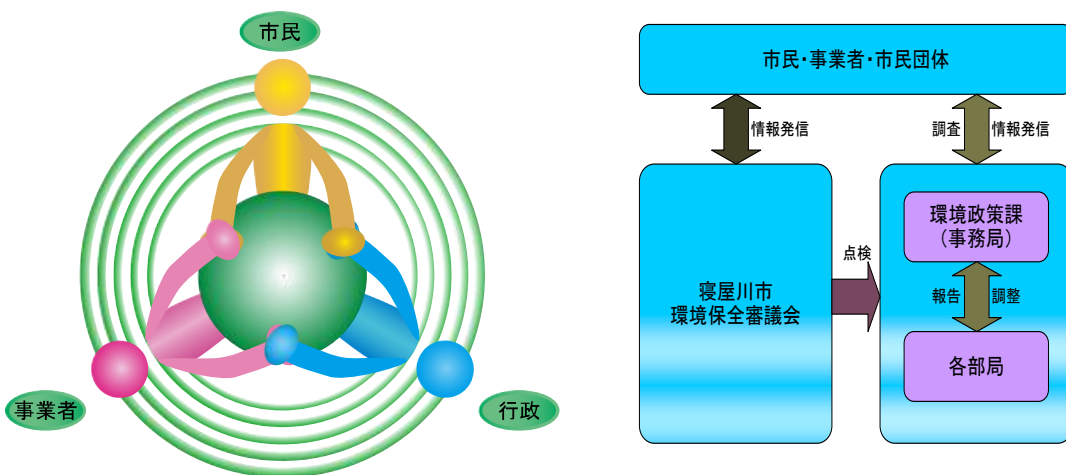 市民
事業者
行政
市民・事業者・市民団体
情報発信
調査
情報発信
寝屋川市
環境保全審議会
点検
環境政策課
（事務局）
報告
調整
各部局